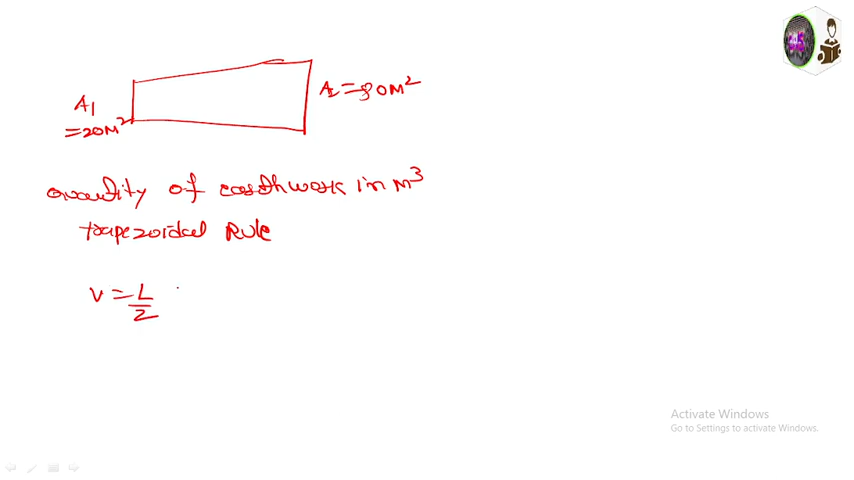 A1
=20M²
A2=30M²
Quantity of earthwork in M³
trapezoidal Rule
V=L/2
Activate Windows
Go to Settings to activate Windows.